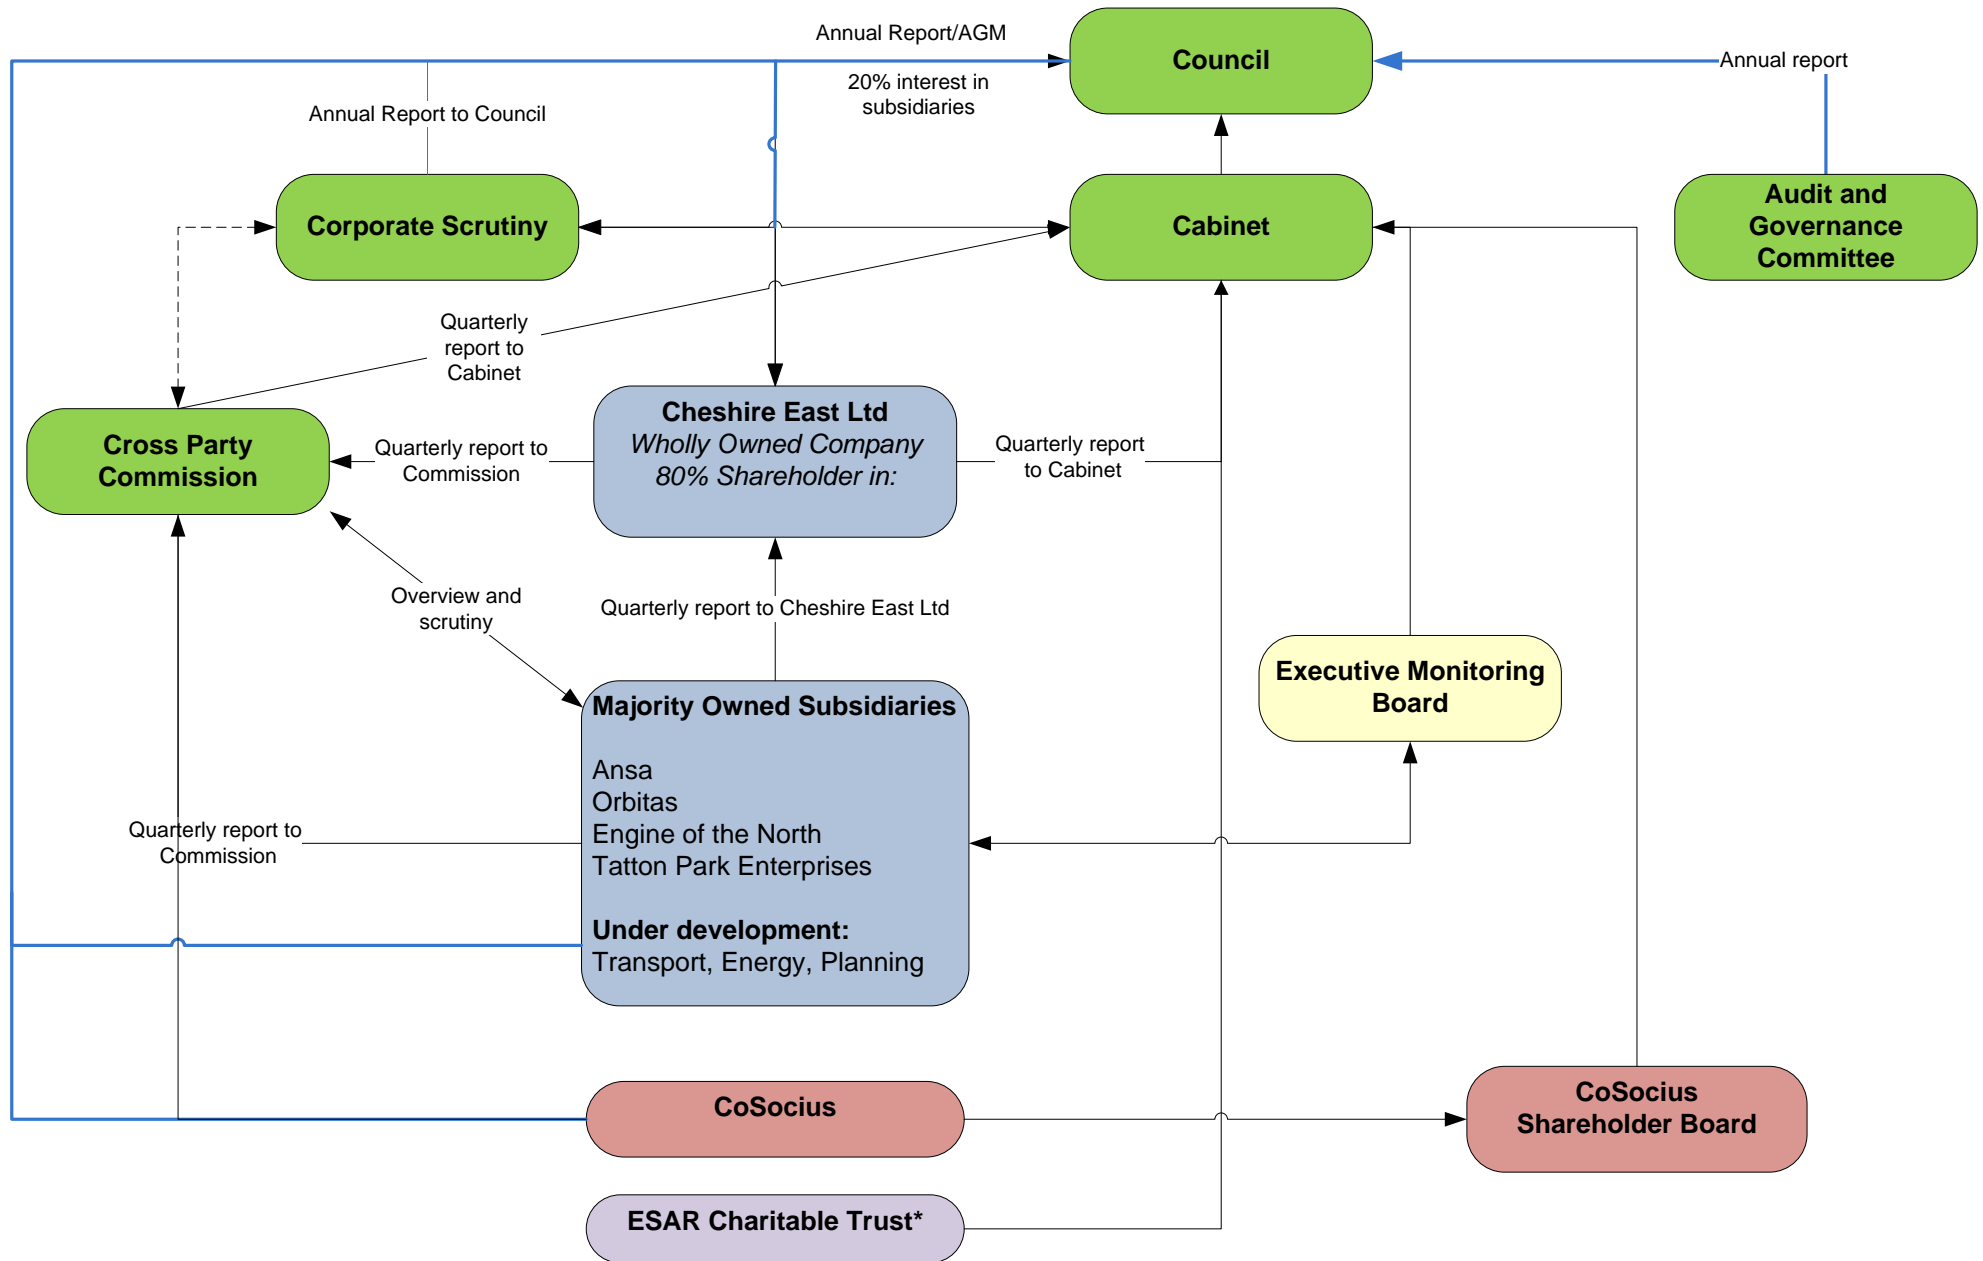 Annual Report/AGM
20% interest in
subsidiaries
Council
Annual report
Annual Report to Council
Corporate Scrutiny
Cabinet
Audit and
Governance
Committee
Quarterly
report to
Cabinet
Cross Party
Commission
Quarterly report to
Commission
Cheshire East Ltd
Wholly Owned Company
80% Shareholder in:
Quarterly report
to Cabinet
Overview and
scrutiny
Quarterly report to Cheshire East Ltd
Executive Monitoring
Board
Majority Owned Subsidiaries
Ansa
Orbitas
Engine of the North
Tatton Park Enterprises
Under development:
Transport, Energy, Planning
Quarterly report to
Commission
CoSocius
CoSocius
Shareholder Board
ESAR Charitable Trust*